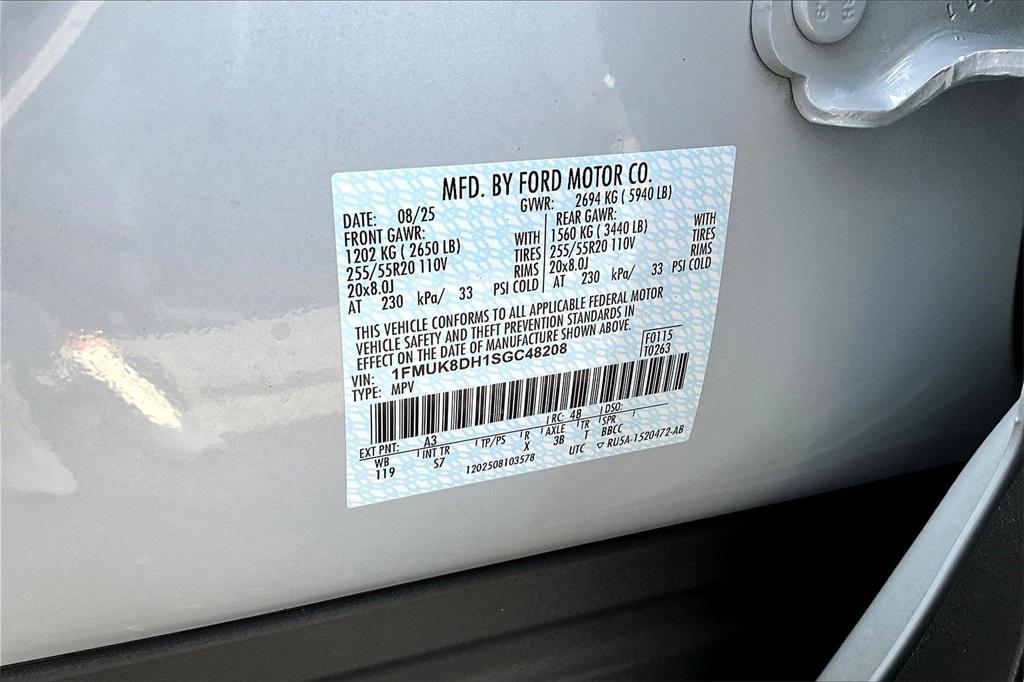 MFD. BY FORD MOTOR CO.
DATE: 08/25 GVWR: 2694 KG ( 5940 LB)
FRONT GAWR: REAR GAWR:
1202 KG ( 2650 LB) WITH 1560 KG ( 3440 LB) WITH
255/55R20 110V TIRES 255/55R20 110V TIRES
20x8.0J RIMS 20x8.0J RIMS
AT 230 kPa/ 33 PSI COLD AT 230 kPa/ 33 PSI COLD
THIS VEHICLE CONFORMS TO ALL APPLICABLE FEDERAL MOTOR
VEHICLE SAFETY AND THEFT PREVENTION STANDARDS IN
EFFECT ON THE DATE OF MANUFACTURE SHOWN ABOVE.
VIN: 1FMUK8DH1SGC48208 F0115
TYPE: MPV T0263
EXT PNT: A3 RC: 48 DSO:
WB INT TR TP/PS R AXLE TR SPR
119 S7 X 3B T BBCC
1202508103578 UTC ▽ RU5A-1520472-AB